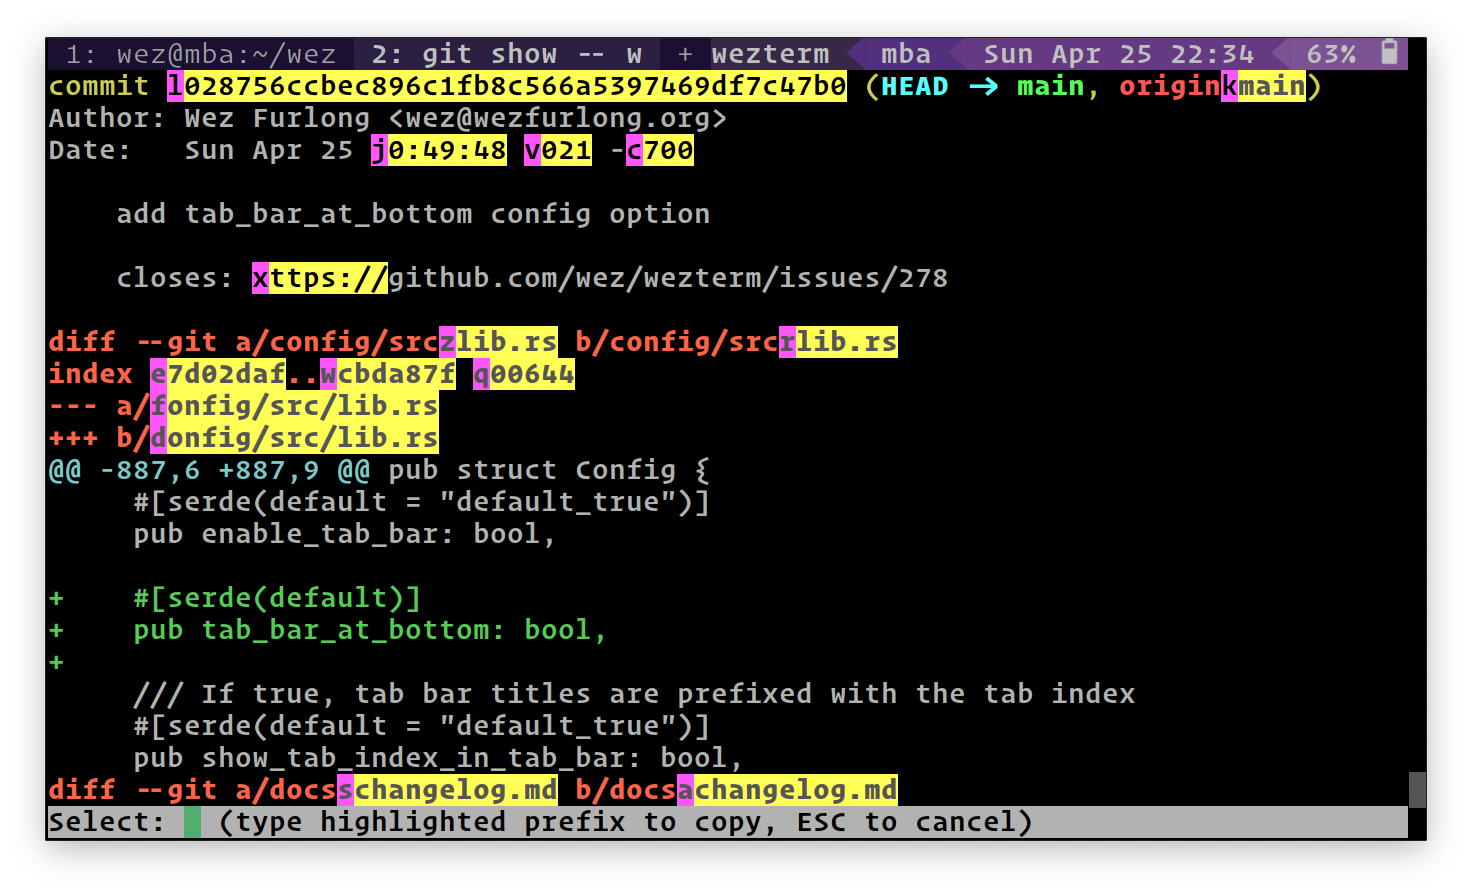 1: wez@mba:~/wez 2: git show -- w + wezterm mba Sun Apr 25 22:34 63%
commit l028756ccbec896c1fb8c566a5397469df7c47b0 (HEAD -> main, originkmain)
Author: Wez Furlong <wez@wezfurlong.org>
Date:   Sun Apr 25 j0:49:48 v021 -c700
    add tab_bar_at_bottom config option
    closes: xttps://github.com/wez/wezterm/issues/278
diff --git a/config/srczlib.rs b/config/srcrlib.rs
index e7d02daf..wcbda87f q00644
--- a/fonfig/src/lib.rs
+++ b/donfig/src/lib.rs
@@ -887,6 +887,9 @@ pub struct Config {
     #[serde(default = "default_true")]
     pub enable_tab_bar: bool,
+    #[serde(default)]
+    pub tab_bar_at_bottom: bool,
+
     /// If true, tab bar titles are prefixed with the tab index
     #[serde(default = "default_true")]
     pub show_tab_index_in_tab_bar: bool,
diff --git a/docsschangelog.md b/docsachangelog.md
Select:   (type highlighted prefix to copy, ESC to cancel)